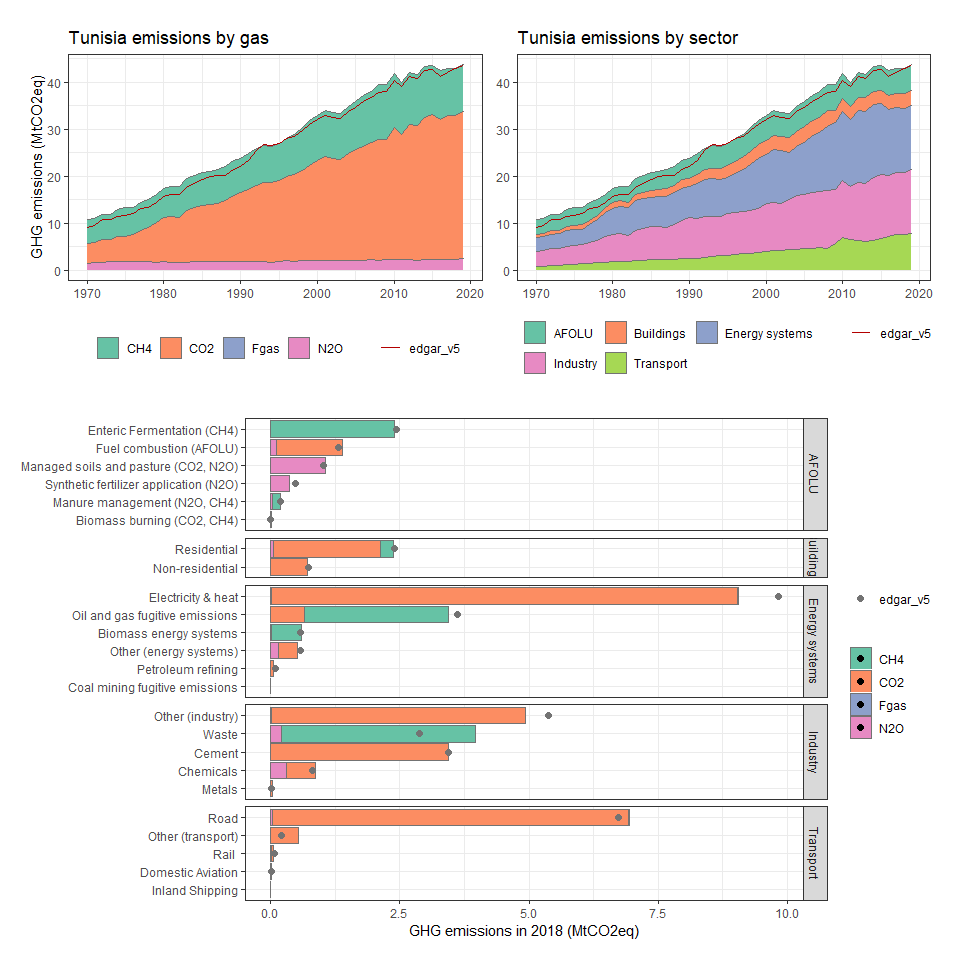 Tunisia emissions by gas
Tunisia emissions by sector
GHG emissions (MtCO2eq)
40
30
20
10
0
1970
1980
1990
2000
2010
2020
40
30
20
10
0
1970
1980
1990
2000
2010
2020
CH4
CO2
Fgas
N2O
edgar_v5
AFOLU
Buildings
Energy systems
edgar_v5
Industry
Transport
Enteric Fermentation (CH4)
Fuel combustion (AFOLU)
Managed soils and pasture (CO2, N2O)
Synthetic fertilizer application (N2O)
Manure management (N2O, CH4)
Biomass burning (CO2, CH4)
AFOLU
Residential
Non-residential
uilding
Electricity & heat
Oil and gas fugitive emissions
Biomass energy systems
Other (energy systems)
Petroleum refining
Coal mining fugitive emissions
Energy systems
Other (industry)
Waste
Cement
Chemicals
Metals
Industry
Road
Other (transport)
Rail
Domestic Aviation
Inland Shipping
Transport
0.0
2.5
5.0
7.5
10.0
GHG emissions in 2018 (MtCO2eq)
edgar_v5
CH4
CO2
Fgas
N2O